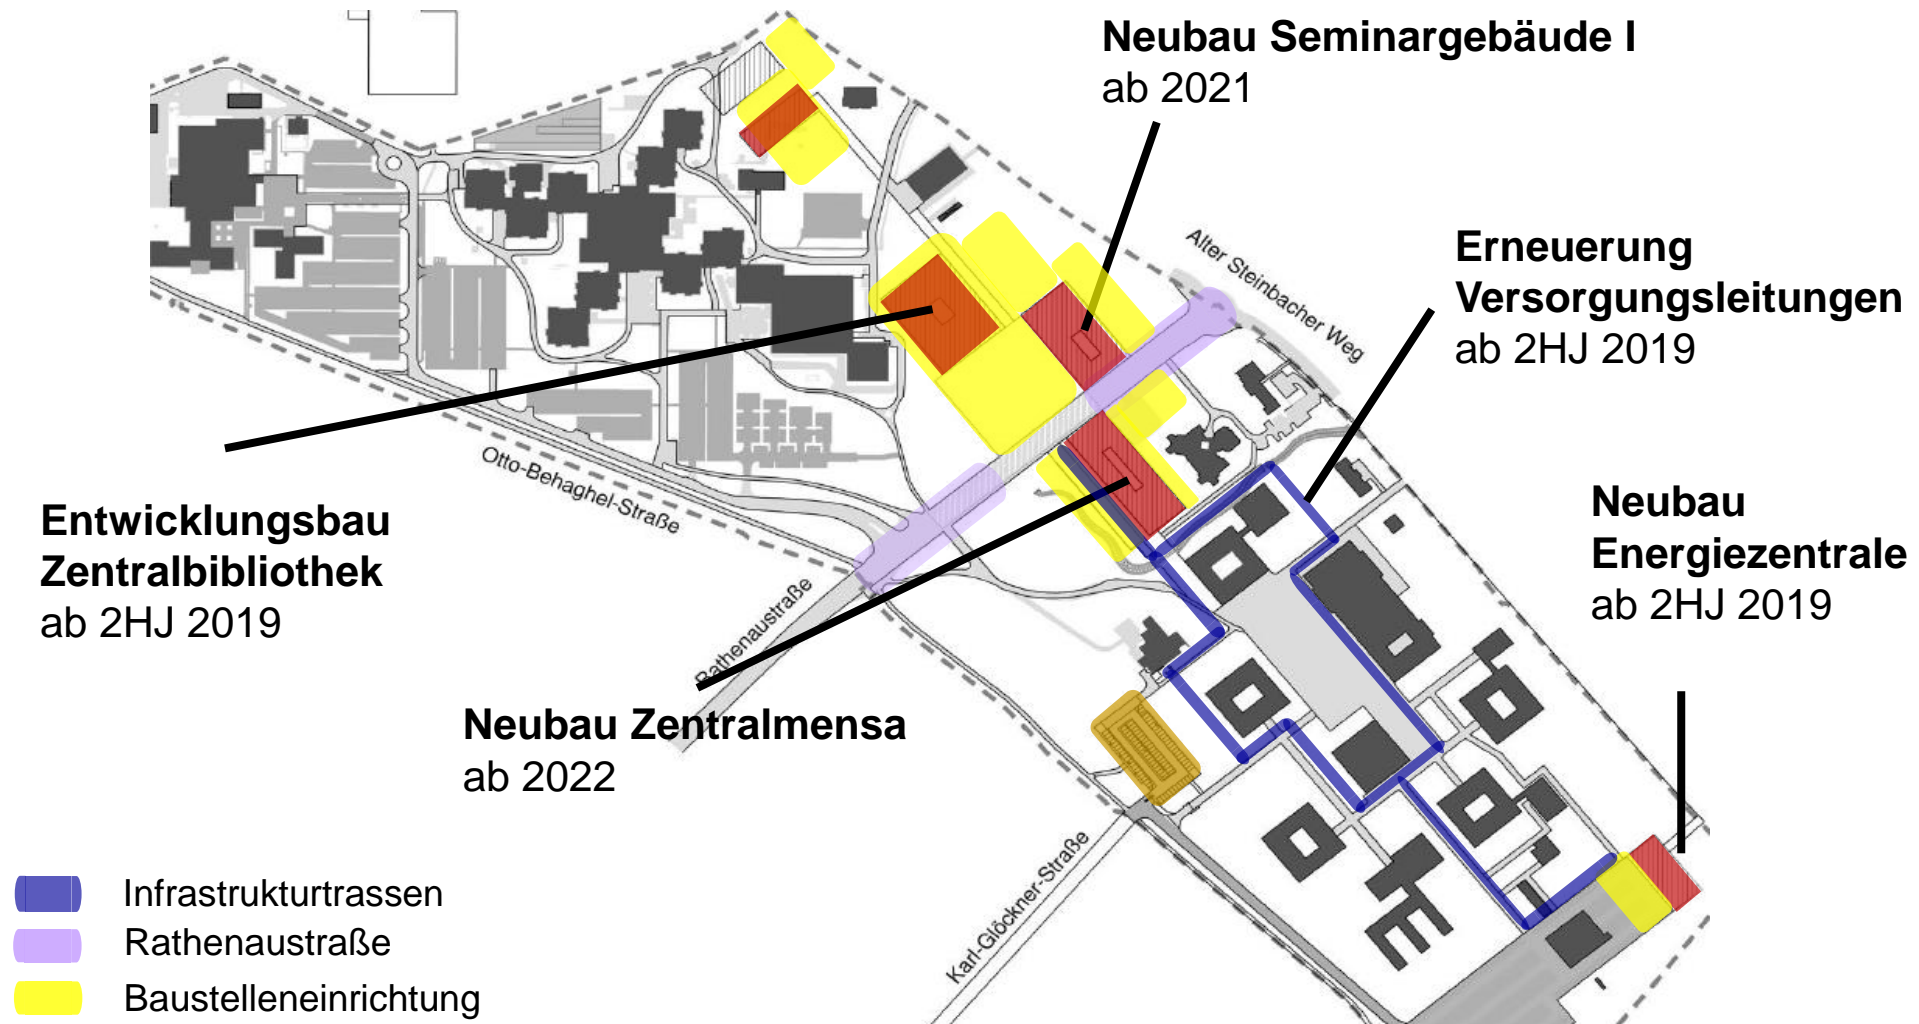 Neubau Seminargebäude I
ab 2021
Alter Steinbacher Weg
Erneuerung
Versorgungsleitungen
ab 2HJ 2019
Otto-Behaghel-Straße
Entwicklungsbau
Zentralbibliothek
ab 2HJ 2019
Neubau
Energiezentrale
ab 2HJ 2019
Rathenaustraße
Neubau Zentralmensa
ab 2022
Karl-Glöckner-Straße
Infrastrukturtrassen
Rathenaustraße
Baustelleneinrichtung